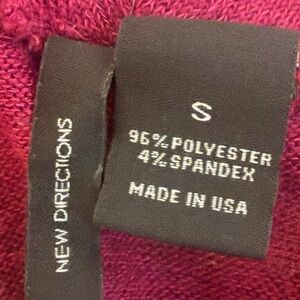 NEW DIRECTIONS
S
96% POLYESTER
4% SPANDEX
MADE IN USA